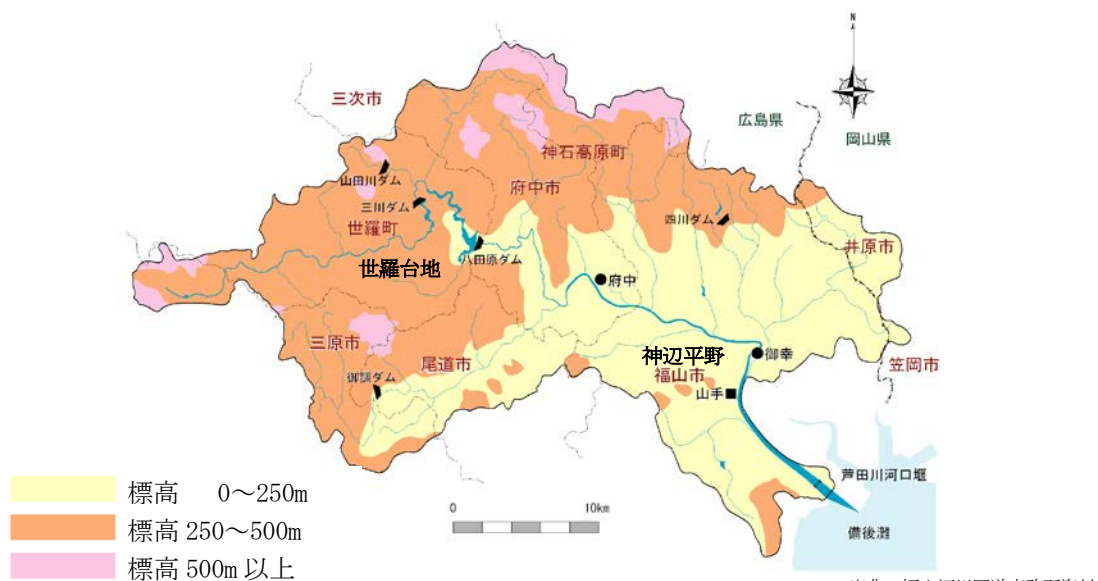 N
三次市
広島県
岡山県
神石高原町
山田川ダム
府中市
三川ダム
四川ダム
世羅町
井原市
世羅台地
八田原ダム
府中
三原市
尾道市
神辺平野
御幸
福山市
笠岡市
御調ダム
山手
芦田川河口堰
標高 0～250m
0 10km
標高 250～500m
備後灘
標高 500m 以上